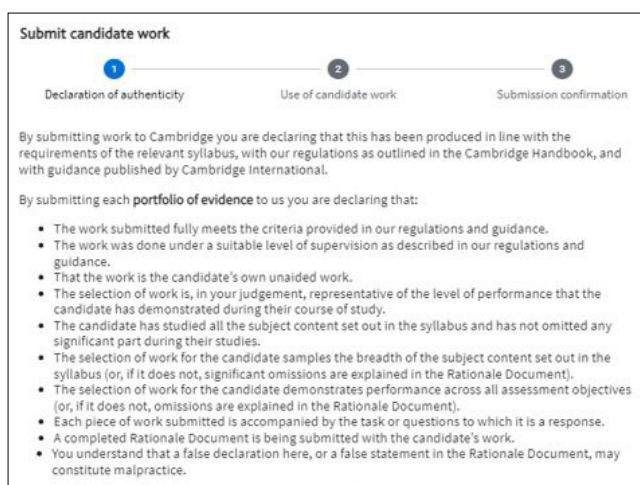 Submit candidate work
1 2 3
Declaration of authenticity Use of candidate work Submission confirmation
By submitting work to Cambridge you are declaring that this has been produced in line with the
requirements of the relevant syllabus, with our regulations as outlined in the Cambridge Handbook, and
with guidance published by Cambridge International.
By submitting each portfolio of evidence to us you are declaring that:
• The work submitted fully meets the criteria provided in our regulations and guidance.
• The work was done under a suitable level of supervision as described in our regulations and
guidance.
• That the work is the candidate's own unaided work.
• The selection of work is, in your judgement, representative of the level of performance that the
candidate has demonstrated during their course of study.
• The candidate has studied all the subject content set out in the syllabus and has not omitted any
significant part during their studies.
• The selection of work for the candidate samples the breadth of the subject content set out in the
syllabus (or, if it does not, significant omissions are explained in the Rationale Document).
• The selection of work for the candidate demonstrates performance across all assessment objectives
(or, if it does not, omissions are explained in the Rationale Document).
• Each piece of work submitted is accompanied by the task or questions to which it is a response.
• A completed Rationale Document is being submitted with the candidate's work.
• You understand that a false declaration here, or a false statement in the Rationale Document, may
constitute malpractice.